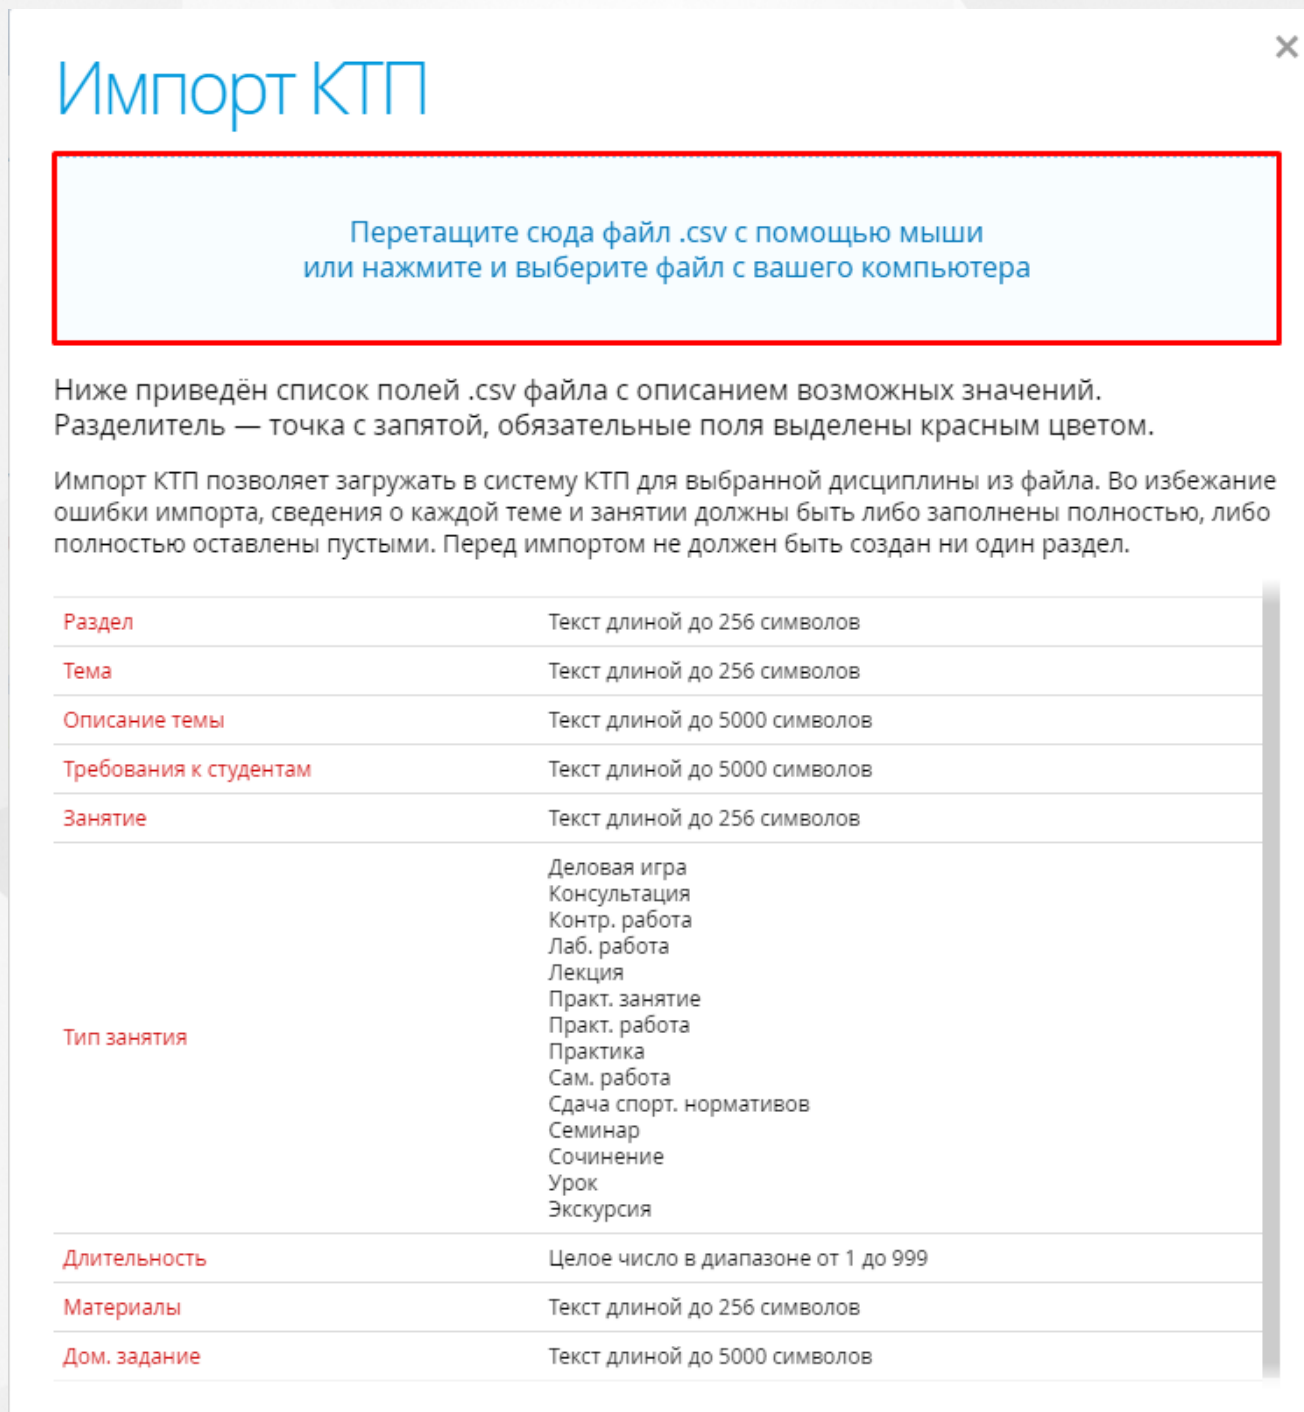 Импорт КТП
Перетащите сюда файл .csv с помощью мыши
или нажмите и выберите файл с вашего компьютера
Ниже приведён список полей .csv файла с описанием возможных значений.
Разделитель — точка с запятой, обязательные поля выделены красным цветом.
Импорт КТП позволяет загружать в систему КТП для выбранной дисциплины из файла. Во избежание
ошибки импорта, сведения о каждой теме и занятии должны быть либо заполнены полностью, либо
полностью оставлены пустыми. Перед импортом не должен быть создан ни один раздел.
Раздел Текст длиной до 256 символов
Тема Текст длиной до 256 символов
Описание темы Текст длиной до 5000 символов
Требования к студентам Текст длиной до 5000 символов
Занятие Текст длиной до 256 символов
Тип занятия
Деловая игра
Консультация
Контр. работа
Лаб. работа
Лекция
Практ. занятие
Практ. работа
Практика
Сам. работа
Сдача спорт. нормативов
Семинар
Сочинение
Урок
Экскурсия
Длительность Целое число в диапазоне от 1 до 999
Материалы Текст длиной до 256 символов
Дом. задание Текст длиной до 5000 символов